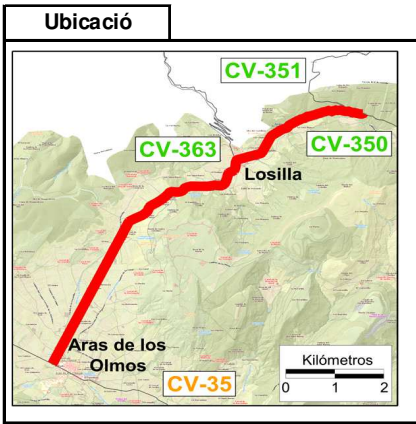 Ubicació
CV-351
CV-363
CV-350
Losilla
Aras de los
Olmos
CV-35
Kilómetros
0 1 2